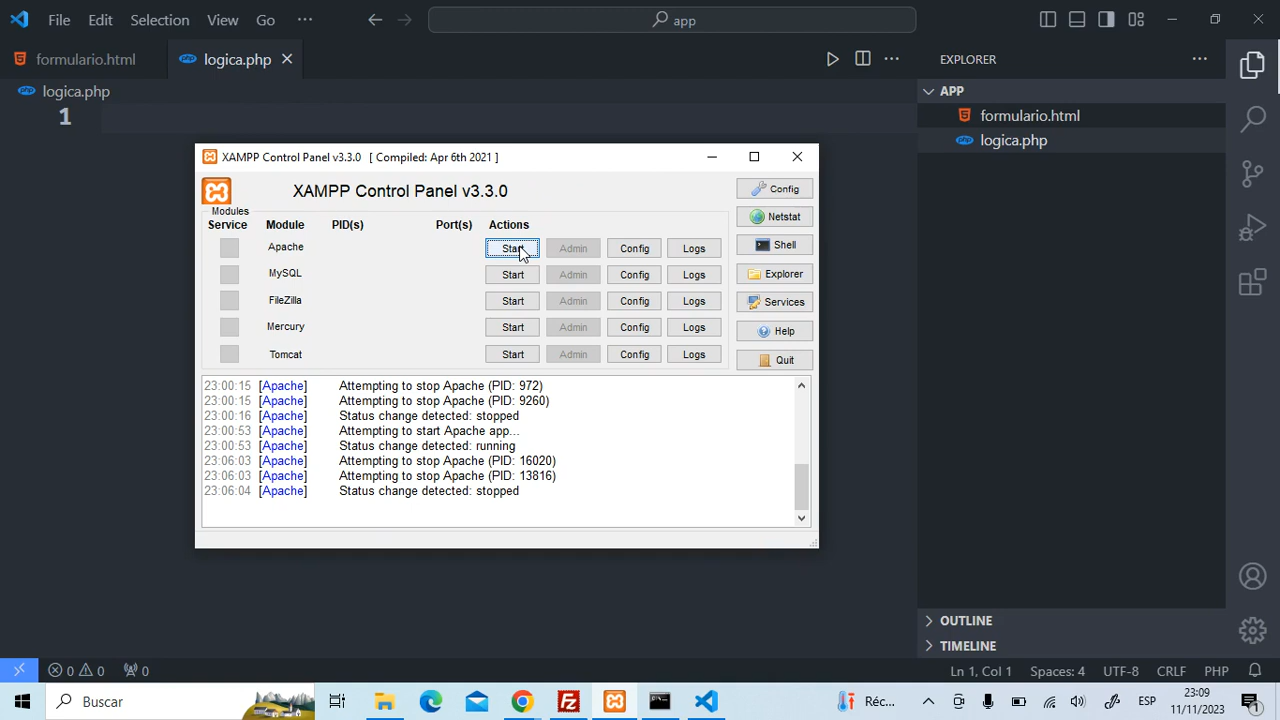 File Edit Selection View Go ··· app
formulario.html logica.php EXPLORER
logica.php APP
1 formulario.html
logica.php
XAMPP Control Panel v3.3.0 [ Compiled: Apr 6th 2021 ]
XAMPP Control Panel v3.3.0 Config
Modules
Service Module PID(s) Port(s) Actions Netstat
Apache Start Admin Config Logs Shell
MySQL Start Admin Config Logs Explorer
FileZilla Start Admin Config Logs Services
Mercury Start Admin Config Logs Help
Tomcat Start Admin Config Logs Quit
23:00:15 [Apache] Attempting to stop Apache (PID: 972)
23:00:15 [Apache] Attempting to stop Apache (PID: 9260)
23:00:16 [Apache] Status change detected: stopped
23:00:53 [Apache] Attempting to start Apache app...
23:00:53 [Apache] Status change detected: running
23:06:03 [Apache] Attempting to stop Apache (PID: 16020)
23:06:03 [Apache] Attempting to stop Apache (PID: 13816)
23:06:04 [Apache] Status change detected: stopped
OUTLINE
TIMELINE
0 0 0 Ln 1, Col 1 Spaces: 4 UTF-8 CRLF PHP
Buscar Réc... ESP 23:09
11/11/2023 1